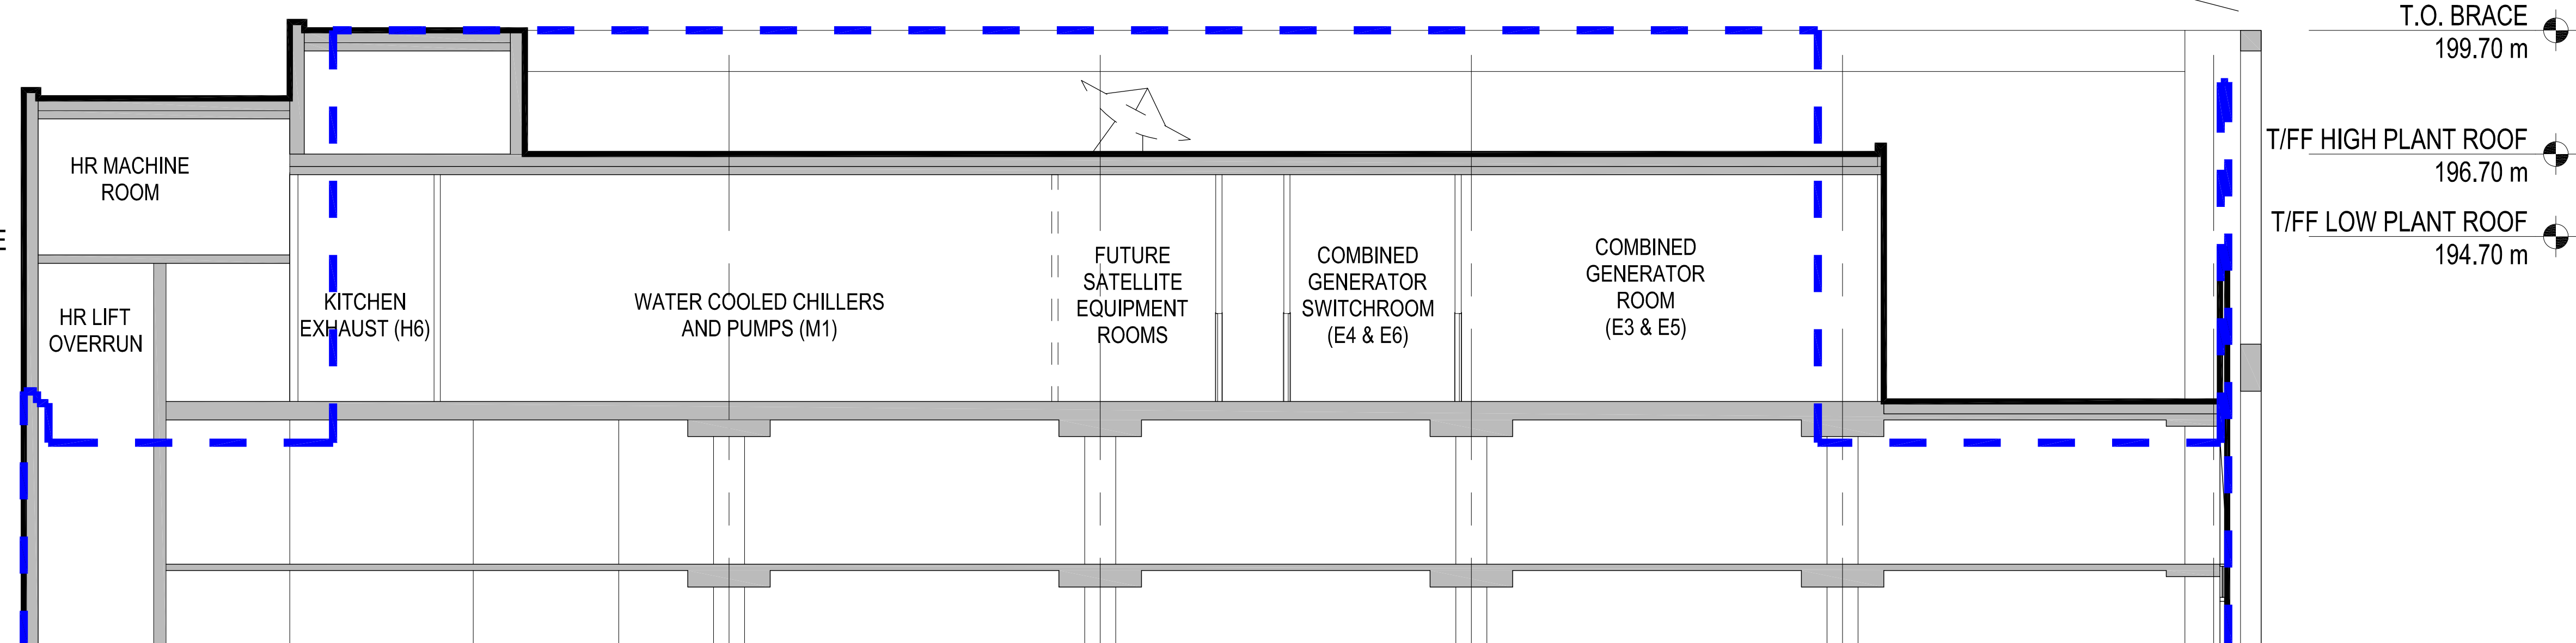 T.O. BRACE
199.70 m
T/FF HIGH PLANT ROOF
196.70 m
T/FF LOW PLANT ROOF
194.70 m
HR MACHINE
ROOM
HR LIFT
OVERRUN
KITCHEN
EXHAUST (H6)
WATER COOLED CHILLERS
AND PUMPS (M1)
FUTURE
SATELLITE
EQUIPMENT
ROOMS
COMBINED
GENERATOR
SWITCHROOM
(E4 & E6)
COMBINED
GENERATOR
ROOM
(E3 & E5)